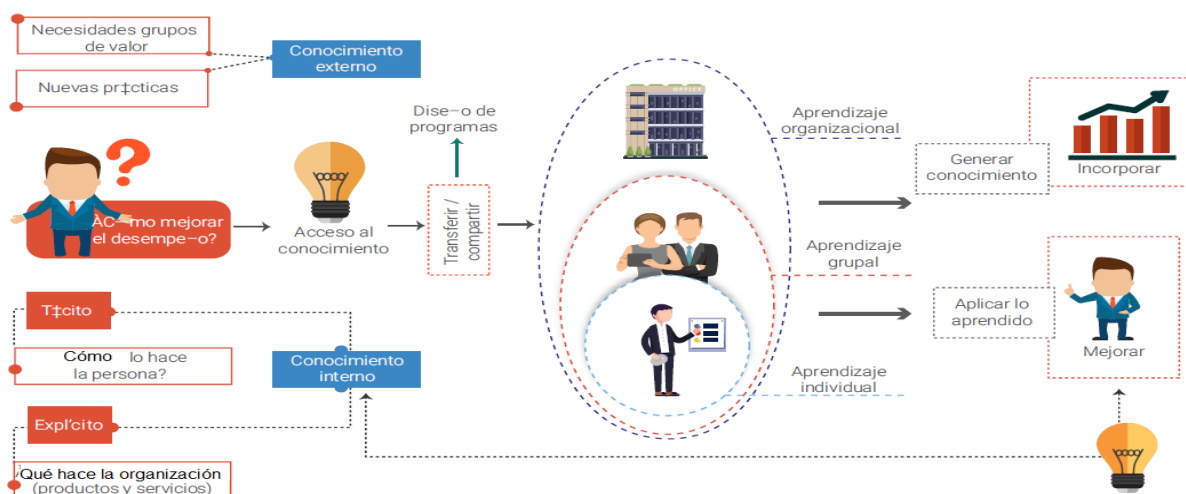 Necesidades grupos
de valor
Nuevas pr‡cticas
Conocimiento
externo
Dise–o de
programas
OFFICE
Aprendizaje
organizacional
Generar
conocimiento
Incorporar
ÀC—mo mejorar
el desempe–o?
Acceso al
conocimiento
Transferir /
compartir
Aprendizaje
grupal
Aplicar lo
aprendido
Mejorar
T‡cito
Cómo lo hace
la persona?
Conocimiento
interno
Aprendizaje
individual
Expl’cito
Qué hace la organización
(productos y servicios)